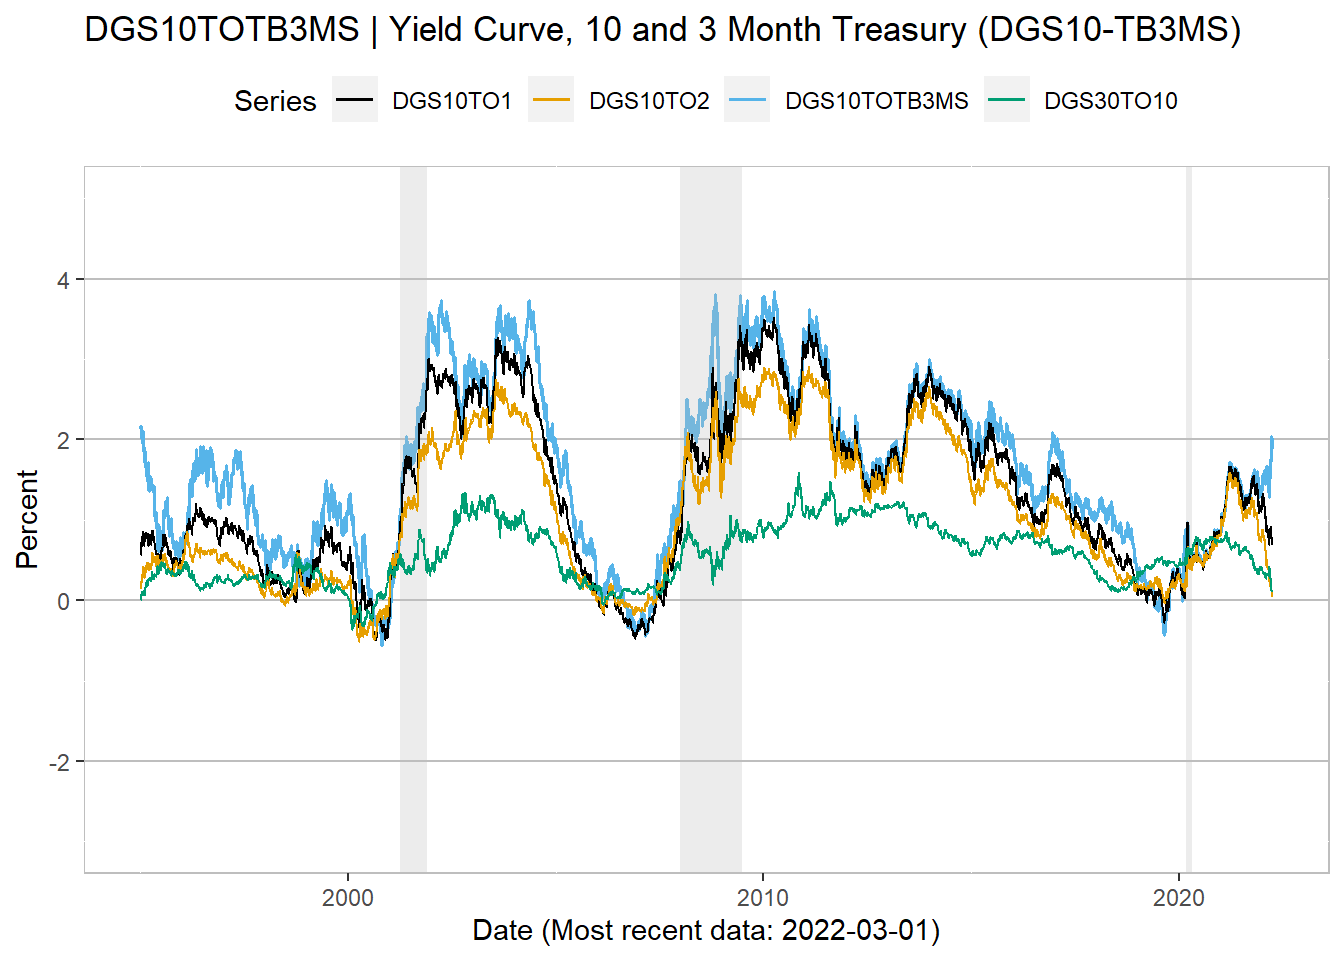 DGS10TOTB3MS | Yield Curve, 10 and 3 Month Treasury (DGS10-TB3MS)
Series DGS10TO1 DGS10TO2 DGS10TOTB3MS DGS30TO10
Percent
4
2
0
-2
2000 2010 2020
Date (Most recent data: 2022-03-01)